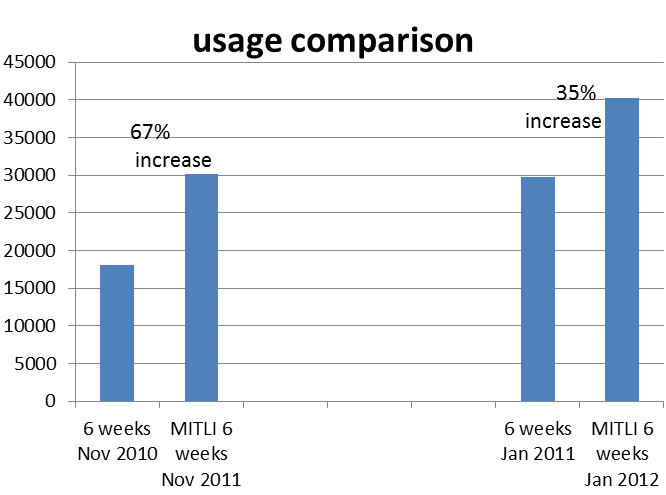 usage comparison
45000
40000
35000
30000
25000
20000
15000
10000
5000
0
67%
increase
35%
increase
6 weeks
Nov 2010
MITLI 6
weeks
Nov 2011
6 weeks
Jan 2011
MITLI 6
weeks
Jan 2012